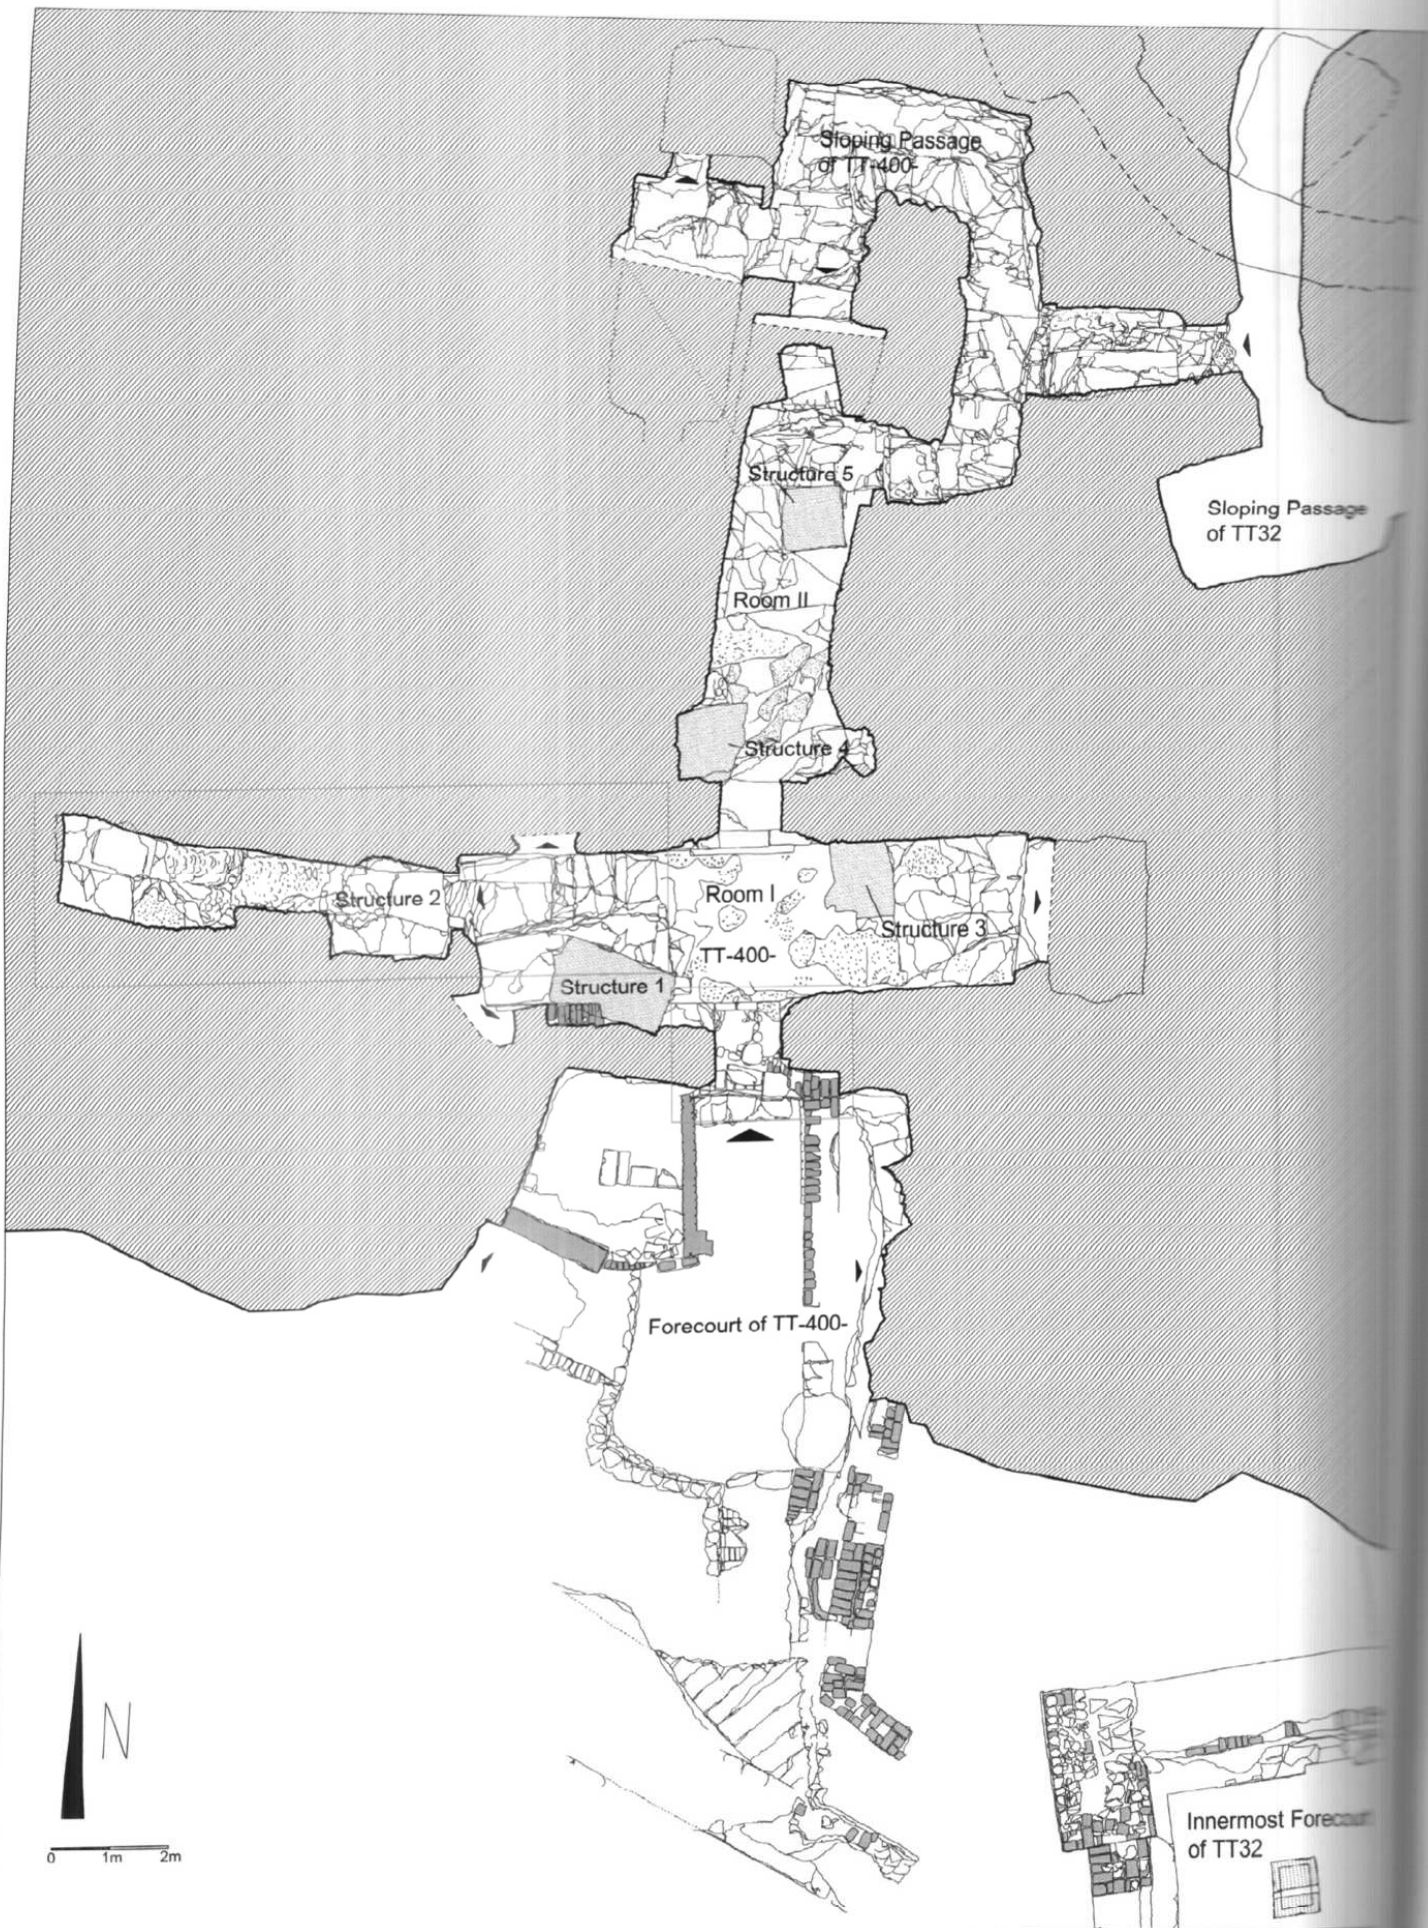 Sloping Passage
of TT-400-
Structure 5
Sloping Passage
of TT32
Room II
Structure 4
Structure 2
Room I
Structure 3
TT-400-
Structure 1
Forecourt of TT-400-
N
Innermost Forecourt
of TT32
0 1m 2m